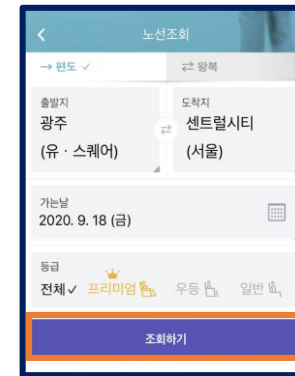 노선조회
→ 편도 ✓ ⇄ 왕복
출발지 도착지
광주 ⇄ 센트럴시티
(유 · 스퀘어) (서울)
가는날
2020. 9. 18 (금)
등급
전체✓ 프리미엄 우등 일반
조회하기